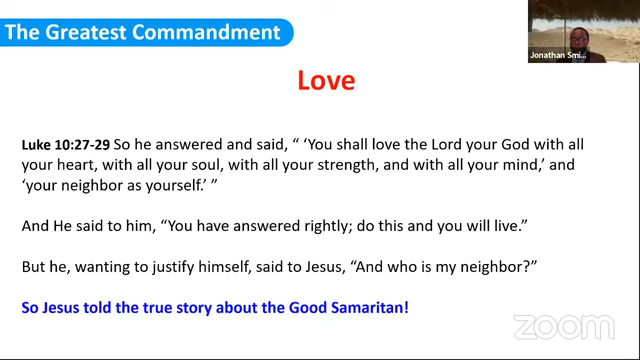 The Greatest Commandment
Jonathan Smi...
Love
Luke 10:27-29 So he answered and said, “ ‘You shall love the Lord your God with all
your heart, with all your soul, with all your strength, and with all your mind,’ and
‘your neighbor as yourself.’ ”
And He said to him, “You have answered rightly; do this and you will live.”
But he, wanting to justify himself, said to Jesus, “And who is my neighbor?”
So Jesus told the true story about the Good Samaritan!
zoom